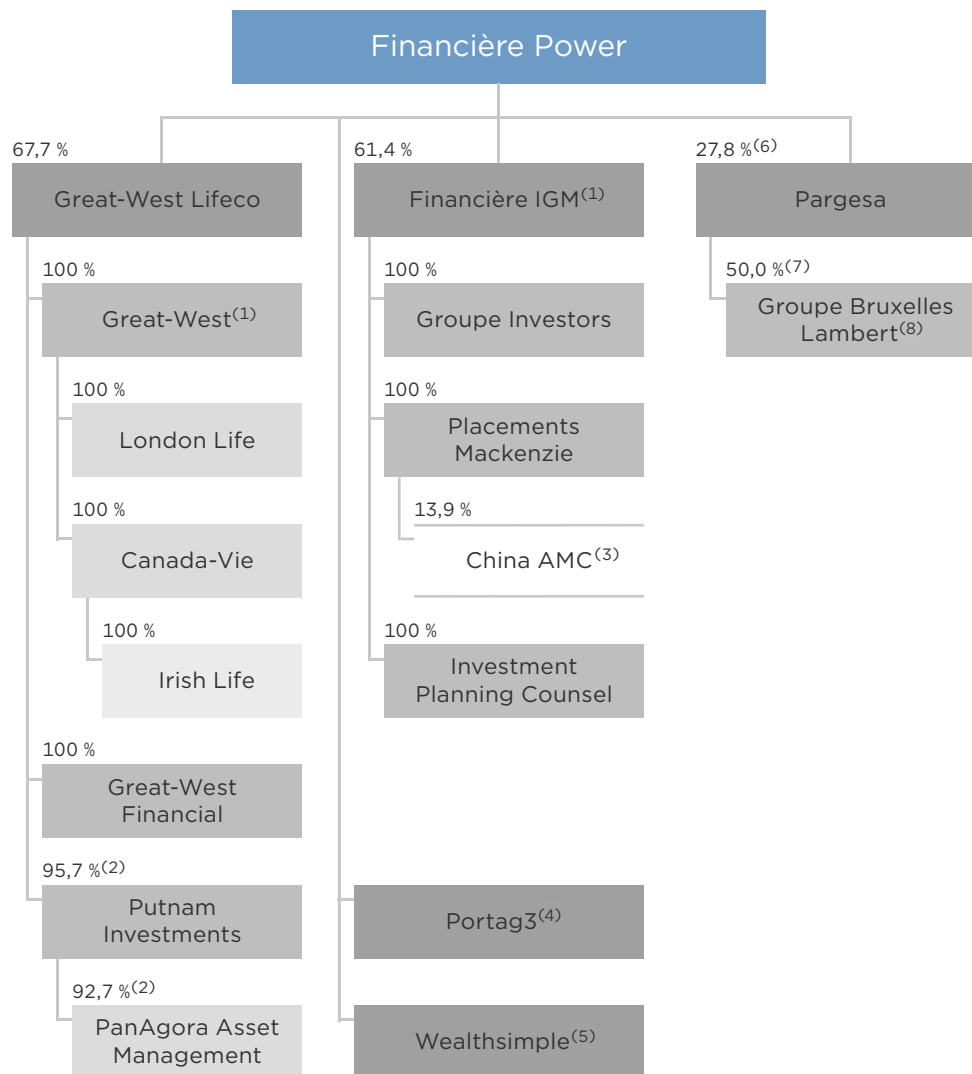 Financière Power
67,7 %
Great-West Lifeco
100 %
Great-West(1)
100 %
London Life
100 %
Canada-Vie
100 %
Irish Life
100 %
Great-West
Financial
95,7 %(2)
Putnam
Investments
92,7 %(2)
PanAgora Asset
Management
61,4 %
Financière IGM(1)
100 %
Groupe Investors
100 %
Placements
Mackenzie
13,9 %
China AMC(3)
100 %
Investment
Planning Counsel
Portag3(4)
Wealthsimple(5)
27,8 %(6)
Pargesa
50,0 %(7)
Groupe Bruxelles
Lambert(8)